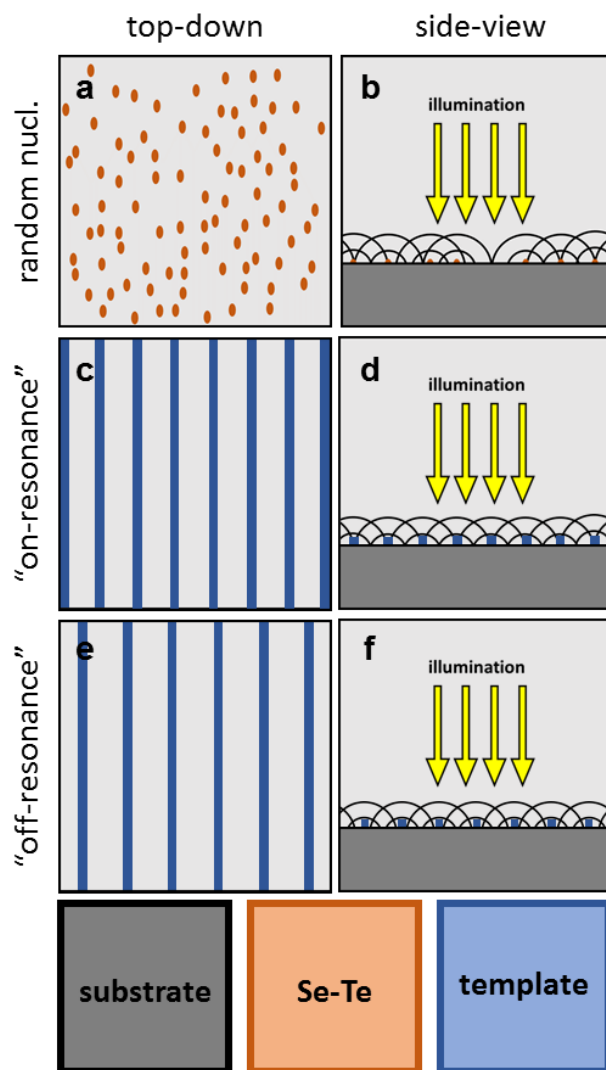 top-down
side-view
random nucl.
a
b
illumination
"on-resonance"
c
d
illumination
"off-resonance"
e
f
illumination
substrate
Se-Te
template